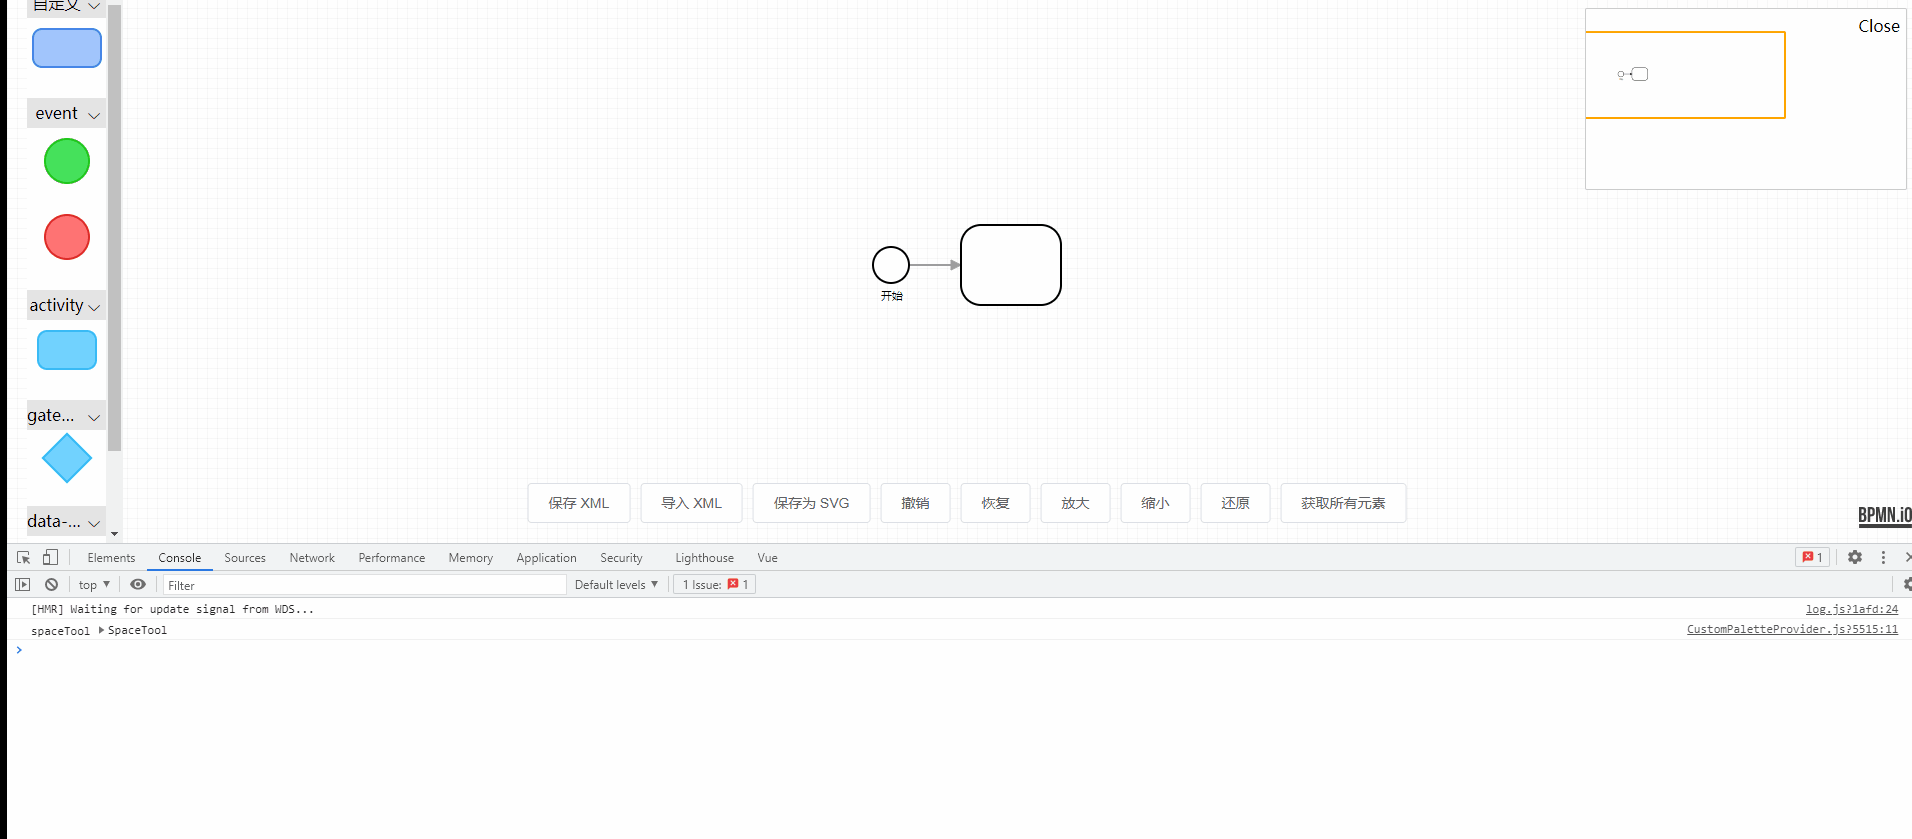 自定义
event
activity
gate...
data-...
Close
开始
保存 XML
导入 XML
保存为 SVG
撤销
恢复
放大
缩小
还原
获取所有元素
BPMN.iO
Elements Console Sources Network Performance Memory Application Security Lighthouse Vue 1
top Filter Default levels 1 Issue: 1
[HMR] Waiting for update signal from WDS... log.js?1afd:24
spaceTool SpaceTool CustomPaletteProvider.js?5515:11